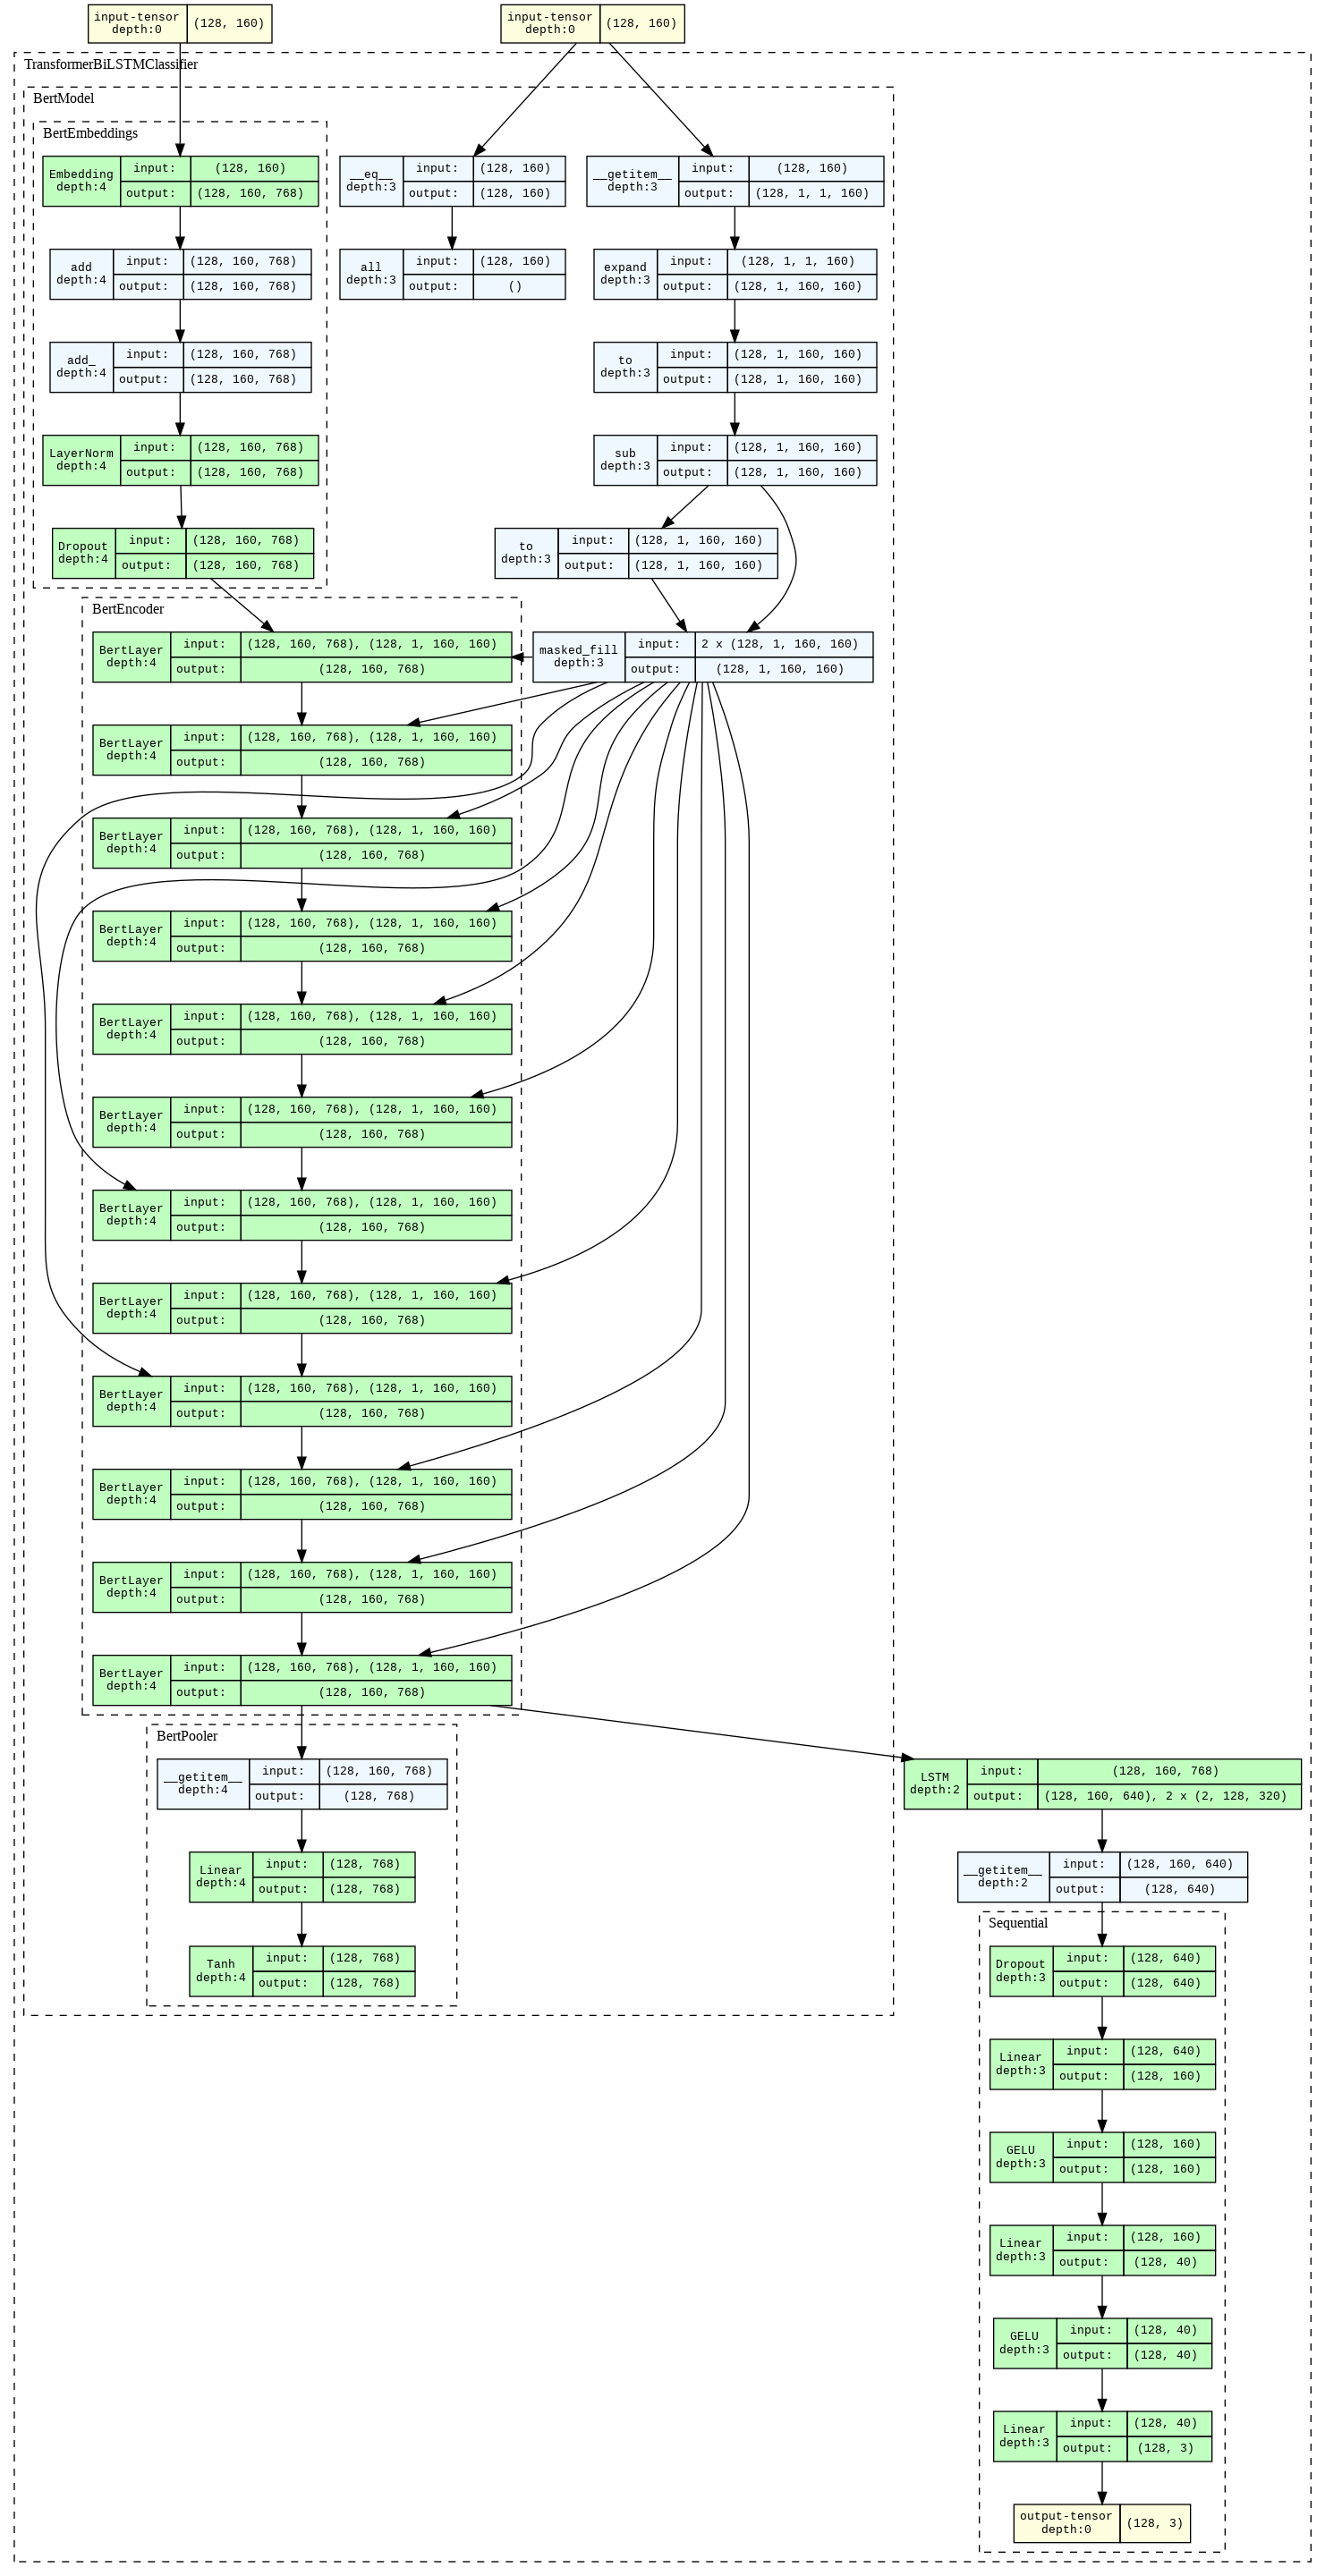 input-tensor
depth:0
(128, 160)
input-tensor
depth:0
(128, 160)
TransformerBiLSTMClassifier
BertModel
BertEmbeddings
Embedding
depth:4
input:
(128, 160)
output:
(128, 160, 768)
__eq__
depth:3
input:
(128, 160)
output:
(128, 160)
__getitem__
depth:3
input:
(128, 160)
output:
(128, 1, 1, 160)
add
depth:4
input:
(128, 160, 768)
output:
(128, 160, 768)
all
depth:3
input:
(128, 160)
output:
()
expand
depth:3
input:
(128, 1, 1, 160)
output:
(128, 1, 160, 160)
add_
depth:4
input:
(128, 160, 768)
output:
(128, 160, 768)
to
depth:3
input:
(128, 1, 160, 160)
output:
(128, 1, 160, 160)
LayerNorm
depth:4
input:
(128, 160, 768)
output:
(128, 160, 768)
sub
depth:3
input:
(128, 1, 160, 160)
output:
(128, 1, 160, 160)
Dropout
depth:4
input:
(128, 160, 768)
output:
(128, 160, 768)
to
depth:3
input:
(128, 1, 160, 160)
output:
(128, 1, 160, 160)
BertEncoder
BertLayer
depth:4
input:
(128, 160, 768), (128, 1, 160, 160)
output:
(128, 160, 768)
masked_fill
depth:3
input:
2 x (128, 1, 160, 160)
output:
(128, 1, 160, 160)
BertLayer
depth:4
input:
(128, 160, 768), (128, 1, 160, 160)
output:
(128, 160, 768)
BertLayer
depth:4
input:
(128, 160, 768), (128, 1, 160, 160)
output:
(128, 160, 768)
BertLayer
depth:4
input:
(128, 160, 768), (128, 1, 160, 160)
output:
(128, 160, 768)
BertLayer
depth:4
input:
(128, 160, 768), (128, 1, 160, 160)
output:
(128, 160, 768)
BertLayer
depth:4
input:
(128, 160, 768), (128, 1, 160, 160)
output:
(128, 160, 768)
BertLayer
depth:4
input:
(128, 160, 768), (128, 1, 160, 160)
output:
(128, 160, 768)
BertLayer
depth:4
input:
(128, 160, 768), (128, 1, 160, 160)
output:
(128, 160, 768)
BertLayer
depth:4
input:
(128, 160, 768), (128, 1, 160, 160)
output:
(128, 160, 768)
BertLayer
depth:4
input:
(128, 160, 768), (128, 1, 160, 160)
output:
(128, 160, 768)
BertLayer
depth:4
input:
(128, 160, 768), (128, 1, 160, 160)
output:
(128, 160, 768)
BertLayer
depth:4
input:
(128, 160, 768), (128, 1, 160, 160)
output:
(128, 160, 768)
BertPooler
__getitem__
depth:4
input:
(128, 160, 768)
output:
(128, 768)
LSTM
depth:2
input:
(128, 160, 768)
output:
(128, 160, 640), 2 x (2, 128, 320)
Linear
depth:4
input:
(128, 768)
output:
(128, 768)
__getitem__
depth:2
input:
(128, 160, 640)
output:
(128, 640)
Sequential
Tanh
depth:4
input:
(128, 768)
output:
(128, 768)
Dropout
depth:3
input:
(128, 640)
output:
(128, 640)
Linear
depth:3
input:
(128, 640)
output:
(128, 160)
GELU
depth:3
input:
(128, 160)
output:
(128, 160)
Linear
depth:3
input:
(128, 160)
output:
(128, 40)
GELU
depth:3
input:
(128, 40)
output:
(128, 40)
Linear
depth:3
input:
(128, 40)
output:
(128, 3)
output-tensor
depth:0
(128, 3)